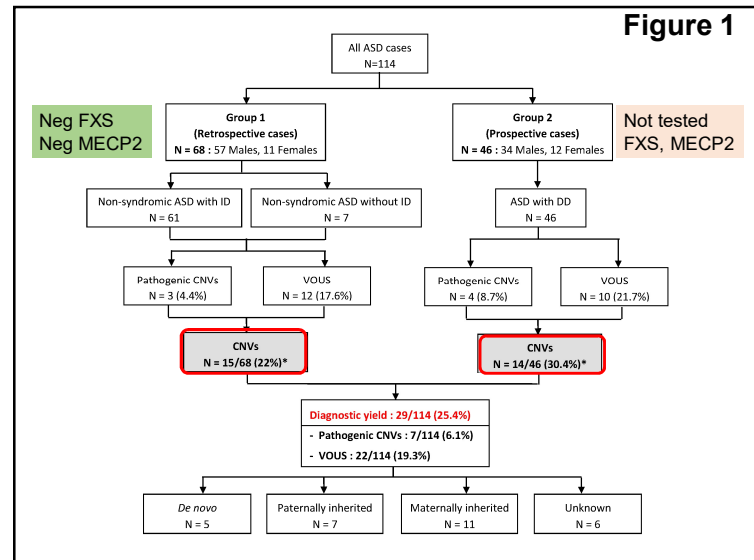 Figure 1
All ASD cases
N=114
Neg FXS
Neg MECP2
Group 1
(Retrospective cases)
N = 68 : 57 Males, 11 Females
Group 2
(Prospective cases)
N = 46 : 34 Males, 12 Females
Not tested
FXS, MECP2
Non-syndromic ASD with ID
N = 61
Non-syndromic ASD without ID
N = 7
ASD with DD
N = 46
Pathogenic CNVs
N = 3 (4.4%)
VOUS
N = 12 (17.6%)
Pathogenic CNVs
N = 4 (8.7%)
VOUS
N = 10 (21.7%)
CNVs
N = 15/68 (22%)*
CNVs
N = 14/46 (30.4%)*
Diagnostic yield : 29/114 (25.4%)
- Pathogenic CNVs : 7/114 (6.1%)
- VOUS : 22/114 (19.3%)
De novo
N = 5
Paternally inherited
N = 7
Maternally inherited
N = 11
Unknown
N = 6